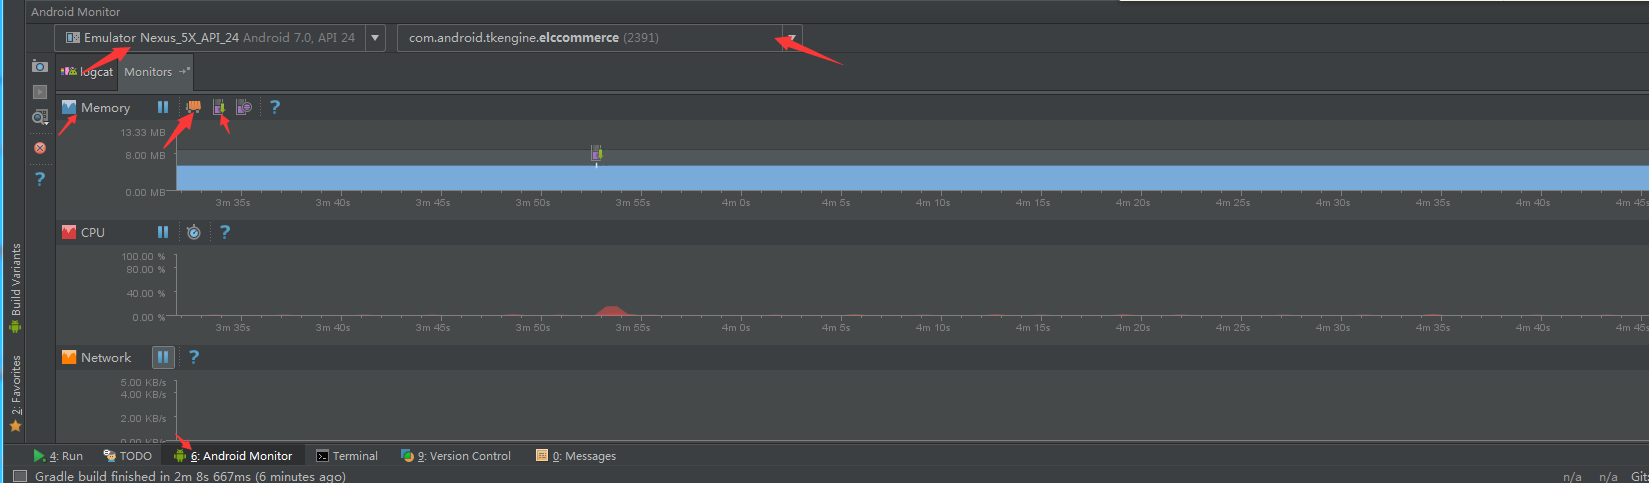 Android Monitor
Emulator Nexus_5X_API_24 Android 7.0, API 24
com.android.tkengine.elccommerce (2391)
logcat Monitors
Memory ?
13.33 MB
8.00 MB
0.00 MB
3m 35s 3m 40s 3m 45s 3m 50s 3m 55s 4m 0s 4m 5s 4m 10s 4m 15s 4m 20s 4m 25s 4m 30s 4m 35s 4m 40s 4m 45s
CPU ?
100.00 %
80.00 %
40.00 %
0.00 %
3m 35s 3m 40s 3m 45s 3m 50s 3m 55s 4m 0s 4m 5s 4m 10s 4m 15s 4m 20s 4m 25s 4m 30s 4m 35s 4m 40s 4m 45s
Network ?
5.00 KB/s
4.00 KB/s
2.00 KB/s
0.00 KB/s
?
Build Variants
2: Favorites
4: Run TODO 6: Android Monitor Terminal 9: Version Control 0: Messages
Gradle build finished in 2m 8s 667ms (6 minutes ago) n/a n/a Git: